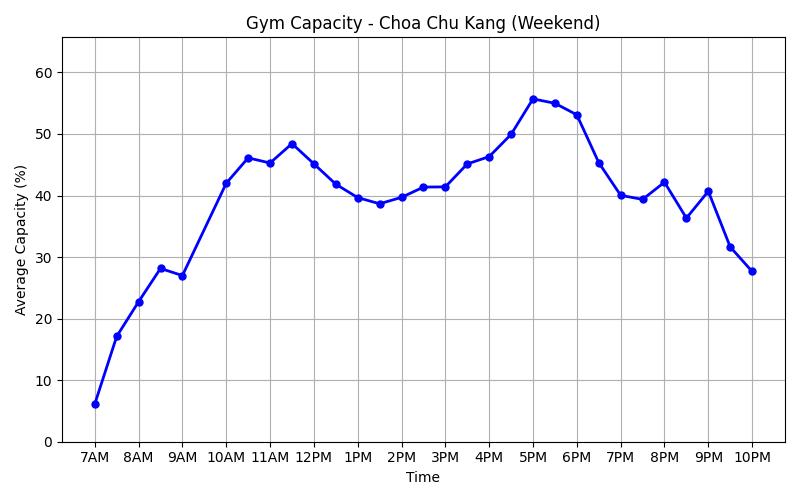 Gym Capacity - Choa Chu Kang (Weekend)
Average Capacity (%)
60
50
40
30
20
10
0
7AM 8AM 9AM 10AM 11AM 12PM 1PM 2PM 3PM 4PM 5PM 6PM 7PM 8PM 9PM 10PM
Time